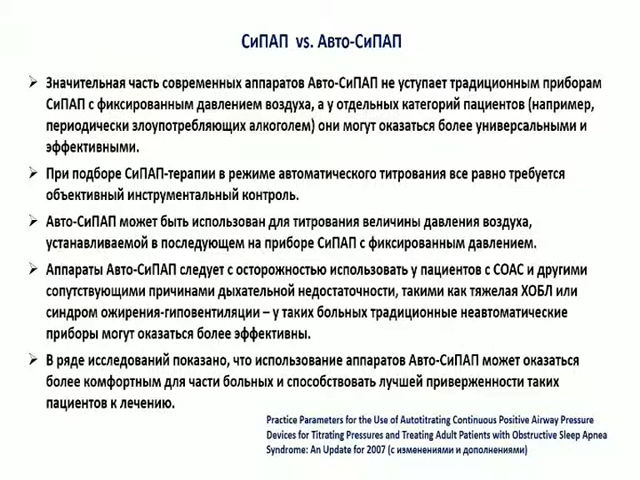 СиПАП vs. Авто-СиПАП
➢ Значительная часть современных аппаратов Авто-СиПАП не уступает традиционным приборам
СиПАП с фиксированным давлением воздуха, а у отдельных категорий пациентов (например,
периодически злоупотребляющих алкоголем) они могут оказаться более универсальными и
эффективными.
➢ При подборе СиПАП-терапии в режиме автоматического титрования все равно требуется
объективный инструментальный контроль.
➢ Авто-СиПАП может быть использован для титрования величины давления воздуха,
устанавливаемой в последующем на приборе СиПАП с фиксированным давлением.
➢ Аппараты Авто-СиПАП следует с осторожностью использовать у пациентов с СОАС и другими
сопутствующими причинами дыхательной недостаточности, такими как тяжелая ХОБЛ или
синдром ожирения-гиповентиляции – у таких больных традиционные неавтоматические
приборы могут оказаться более эффективны.
➢ В ряде исследований показано, что использование аппаратов Авто-СиПАП может оказаться
более комфортным для части больных и способствовать лучшей приверженности таких
пациентов к лечению.
Practice Parameters for the Use of Autotitrating Continuous Positive Airway Pressure
Devices for Titrating Pressures and Treating Adult Patients with Obstructive Sleep Apnea
Syndrome: An Update for 2007 (с изменениями и дополнениями)